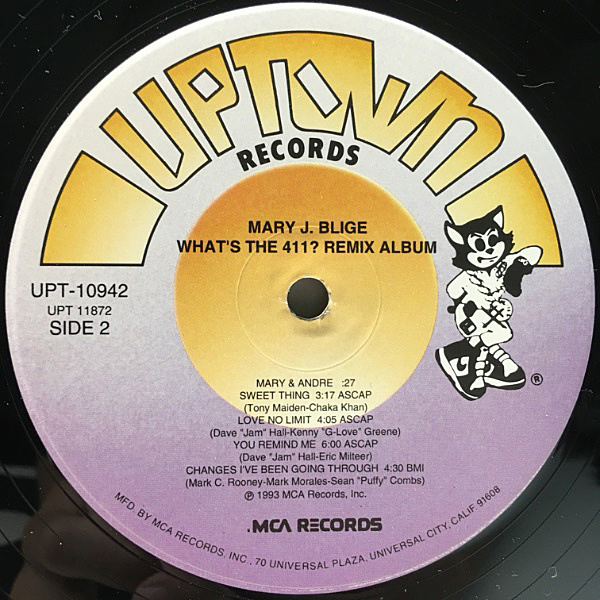 UPTOWN
RECORDS
MARY J. BLIGE
WHAT'S THE 411? REMIX ALBUM
UPT-10942
UPT 11872
SIDE 2
®
MARY & ANDRE :27
SWEET THING 3:17 ASCAP
(Tony Maiden-Chaka Khan)
LOVE NO LIMIT 4:05 ASCAP
(Dave "Jam" Hall-Kenny "G-Love" Greene)
YOU REMIND ME 6:00 ASCAP
(Dave "Jam" Hall-Eric Milteer)
CHANGES I'VE BEEN GOING THROUGH 4:30 BMI
(Mark C. Rooney-Mark Morales-Sean "Puffy" Combs)
℗ 1993 MCA Records, Inc.
.MCA RECORDS
MFD. BY MCA RECORDS, INC., 70 UNIVERSAL PLAZA, UNIVERSAL CITY, CALIF. 91608